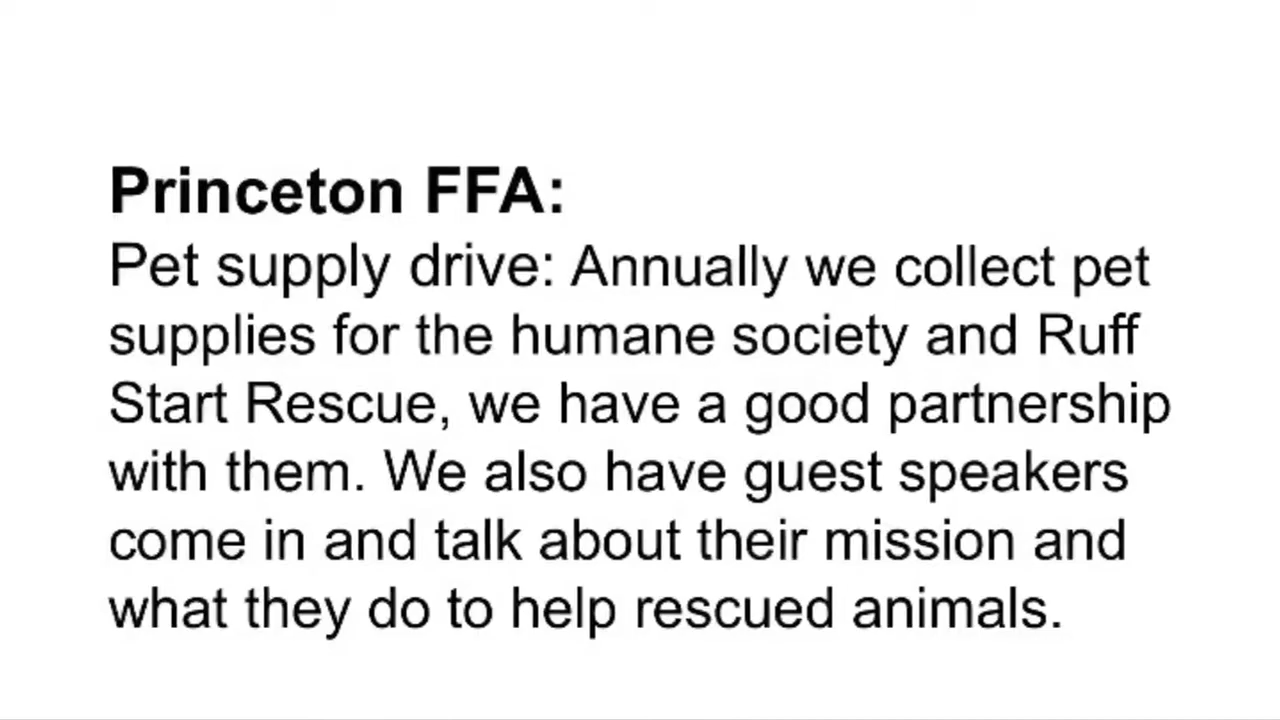 Princeton FFA:
Pet supply drive: Annually we collect pet
supplies for the humane society and Ruff
Start Rescue, we have a good partnership
with them. We also have guest speakers
come in and talk about their mission and
what they do to help rescued animals.